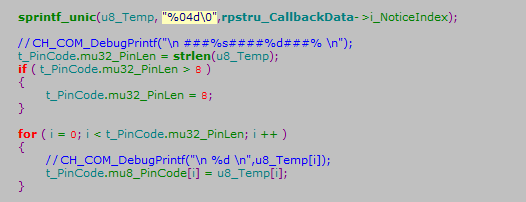 sprintf_unic(u8_Temp, "%04d\0",rpstru_CallbackData->i_NoticeIndex);
//CH_COM_DebugPrintf("\n ###%s####%d###% \n");
t_PinCode.mu32_PinLen = strlen(u8_Temp);
if ( t_PinCode.mu32_PinLen > 8 )
{
t_PinCode.mu32_PinLen = 8;
}
for ( i = 0; i < t_PinCode.mu32_PinLen; i ++ )
{
//CH_COM_DebugPrintf("\n %d \n",u8_Temp[i]);
t_PinCode.mu8_PinCode[i] = u8_Temp[i];
}